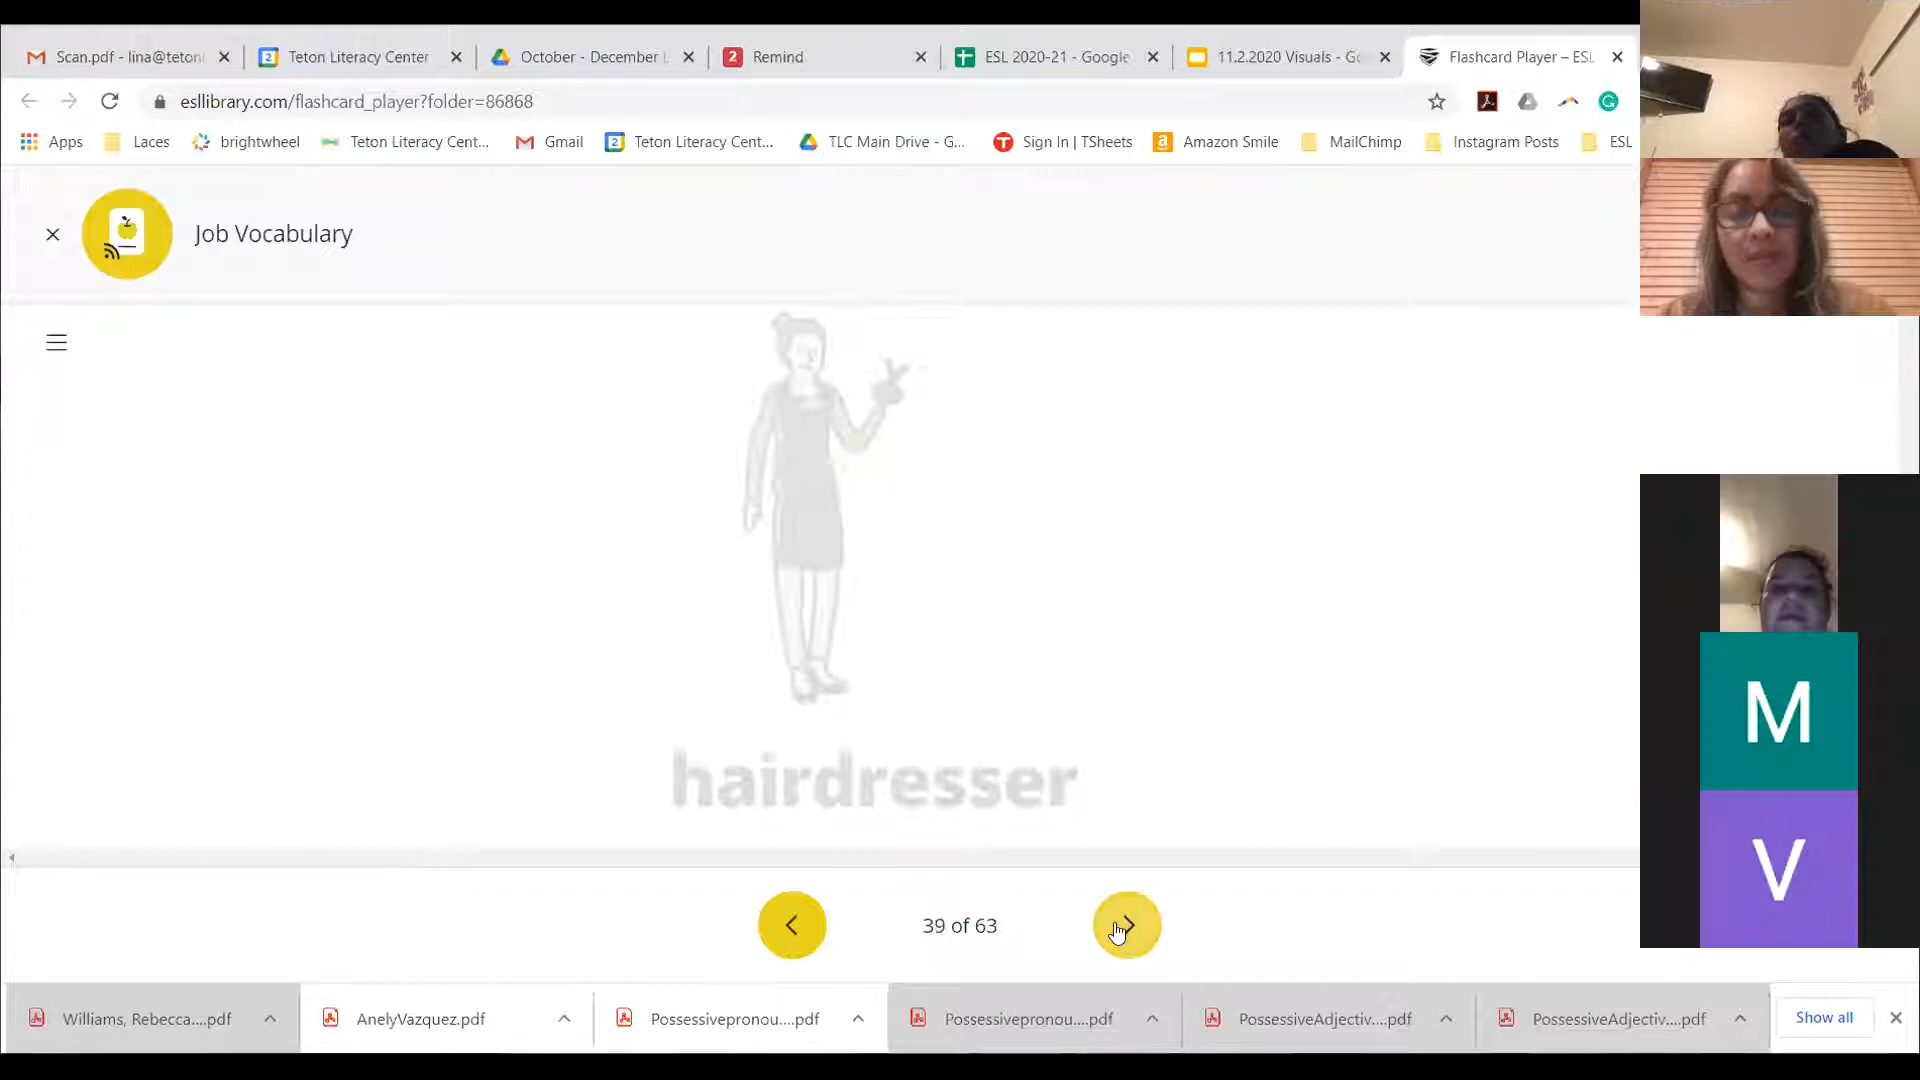 Scan.pdf - lina@tetonl
Teton Literacy Center
October - December L
Remind
ESL 2020-21 - Google
11.2.2020 Visuals - Go
Flashcard Player – ESL
esllibrary.com/flashcard_player?folder=86868
Apps
Laces
brightwheel
Teton Literacy Cent...
Gmail
Teton Literacy Cent...
TLC Main Drive - G...
Sign In | TSheets
Amazon Smile
MailChimp
Instagram Posts
ESL
Job Vocabulary
hairdresser
39 of 63
Williams, Rebecca....pdf
AnelyVazquez.pdf
Possessivepronou....pdf
Possessivepronou....pdf
PossessiveAdjectiv....pdf
PossessiveAdjectiv....pdf
Show all
M
V